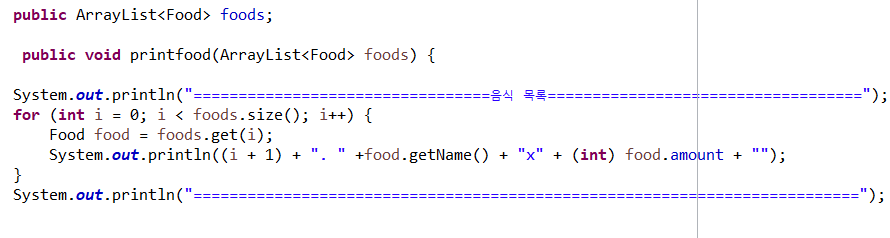 public ArrayList<Food> foods;
public void printfood(ArrayList<Food> foods) {
System.out.println("=================================음식 목록===================================");
for (int i = 0; i < foods.size(); i++) {
Food food = foods.get(i);
System.out.println((i + 1) + ". " +food.getName() + "x" + (int) food.amount + "");
}
System.out.println("==========================================================================");